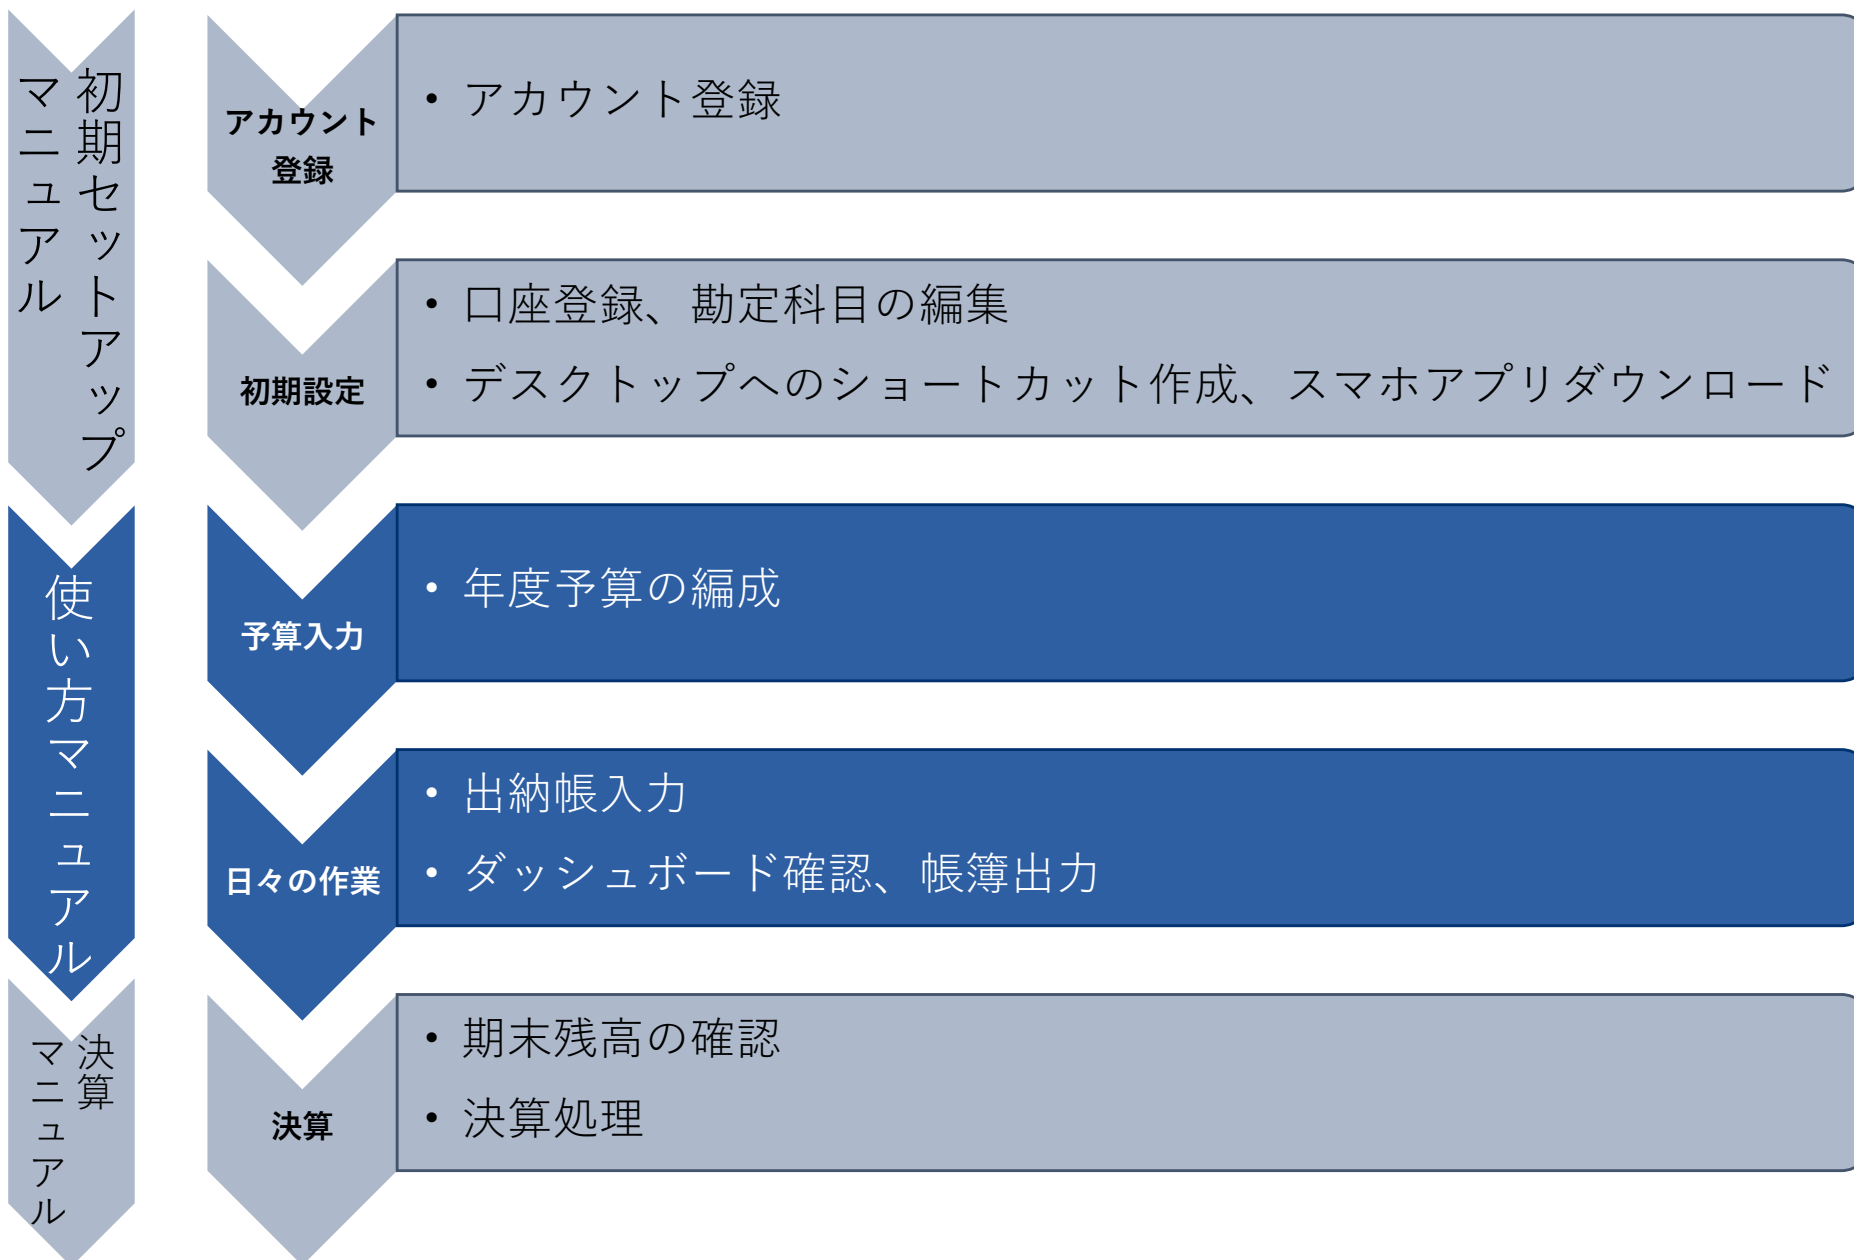 初期セットアップ
マニュアル
アカウント
登録
• アカウント登録
初期設定
• 口座登録、勘定科目の編集
• デスクトップへのショートカット作成、スマホアプリダウンロード
使い方マニュアル
予算入力
• 年度予算の編成
日々の作業
• 出納帳入力
• ダッシュボード確認、帳簿出力
決算
マニュアル
決算
• 期末残高の確認
• 決算処理